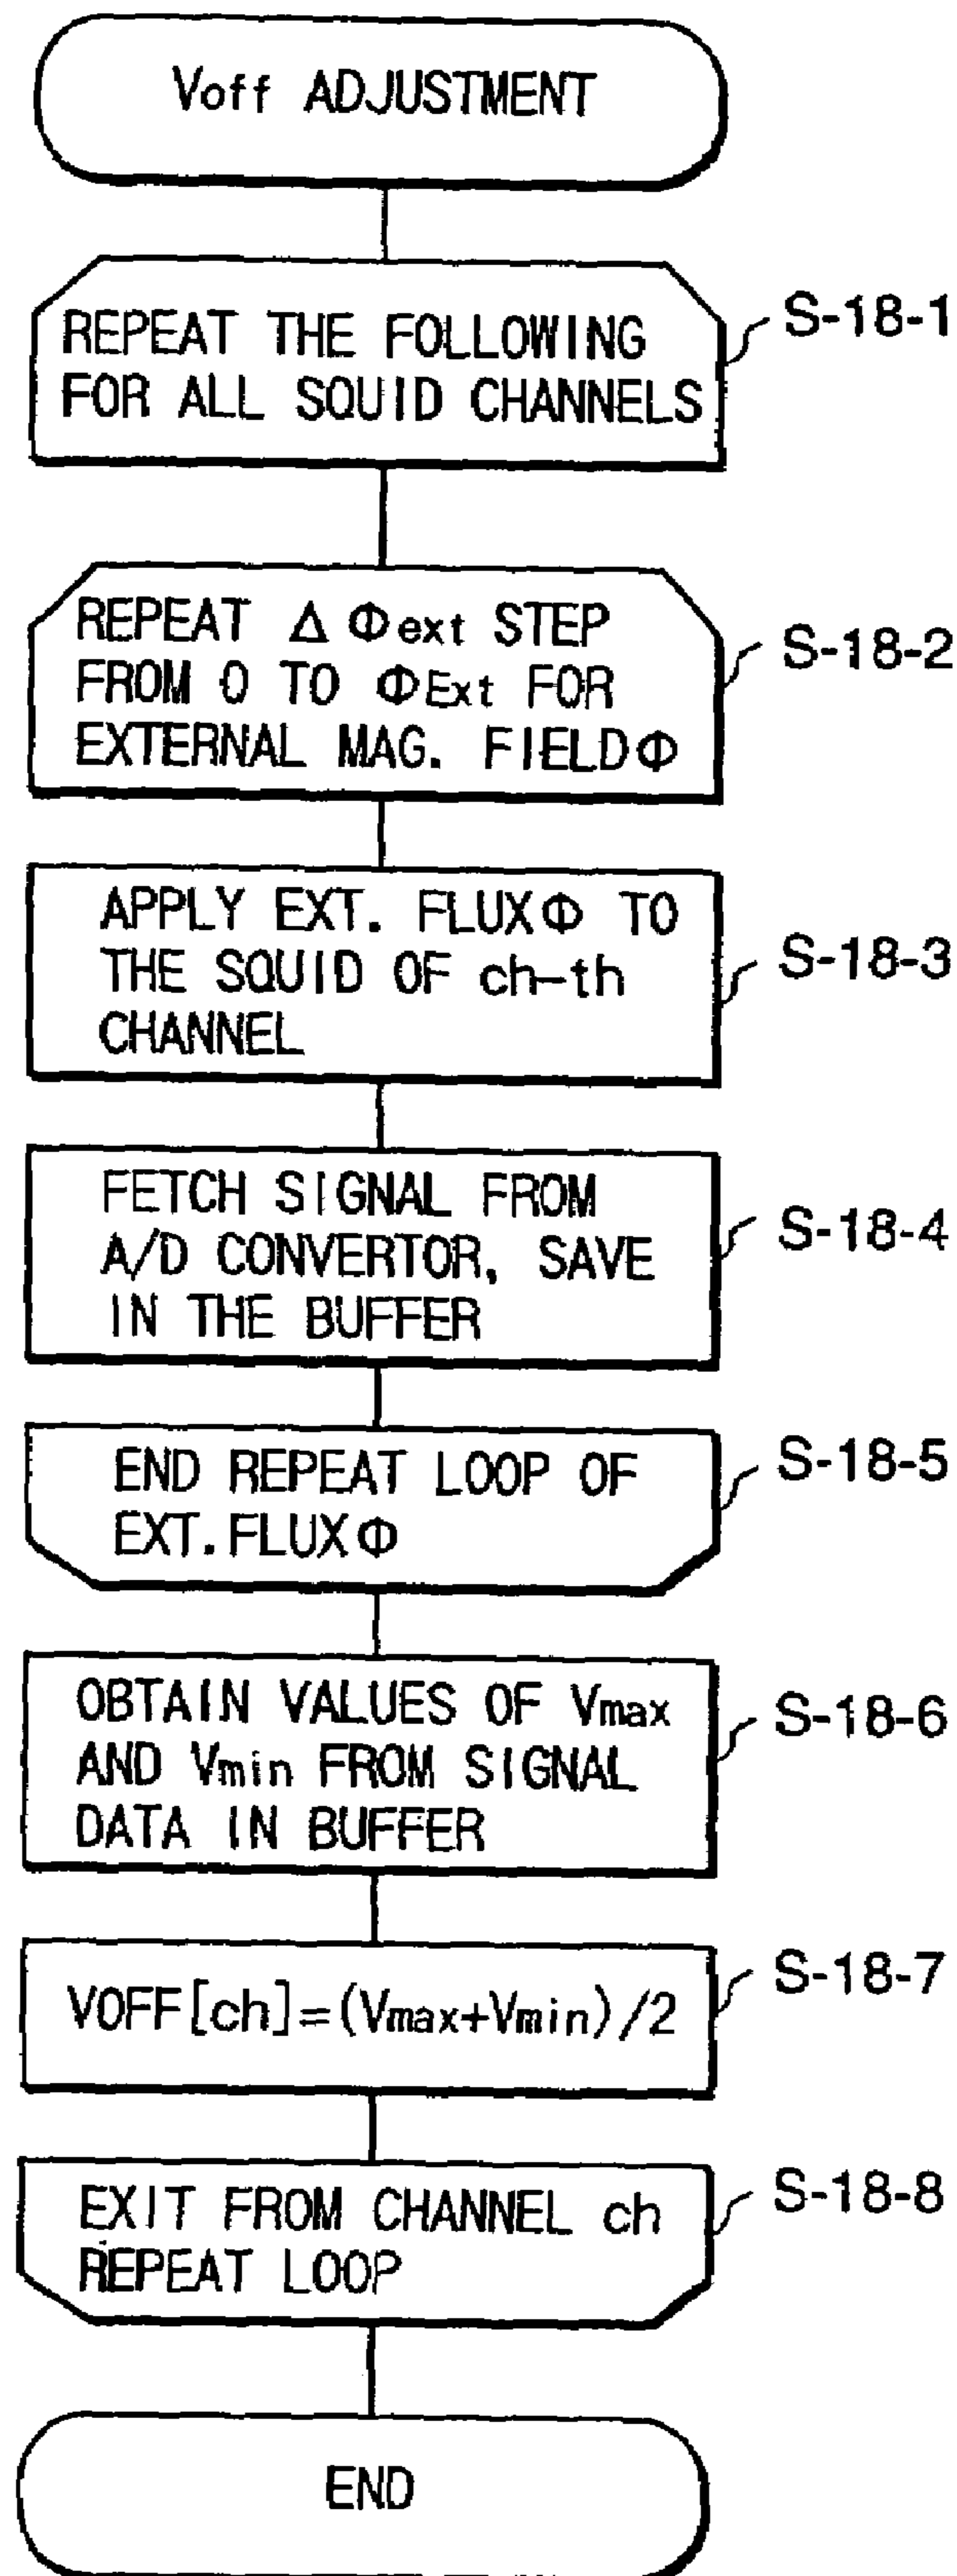 Voff ADJUSTMENT
REPEAT THE FOLLOWING
FOR ALL SQUID CHANNELS
S-18-1
REPEAT Δ Φext STEP
FROM 0 TO ΦExt FOR
EXTERNAL MAG. FIELDΦ
S-18-2
APPLY EXT. FLUXΦ TO
THE SQUID OF ch-th
CHANNEL
S-18-3
FETCH SIGNAL FROM
A/D CONVERTOR, SAVE
IN THE BUFFER
S-18-4
END REPEAT LOOP OF
EXT.FLUXΦ
S-18-5
OBTAIN VALUES OF Vmax
AND Vmin FROM SIGNAL
DATA IN BUFFER
S-18-6
VOFF[ch]=(Vmax+Vmin)/2
S-18-7
EXIT FROM CHANNEL ch
REPEAT LOOP
S-18-8
END